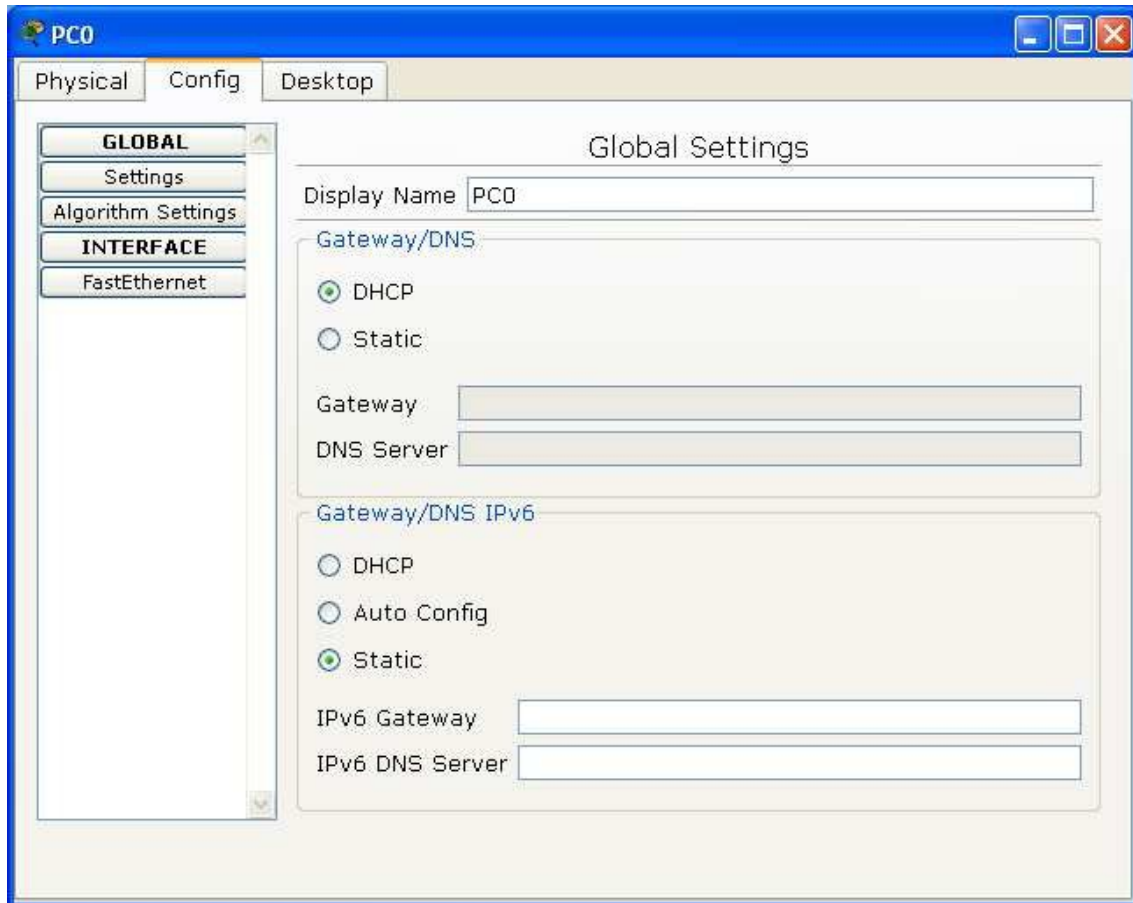 PC0
Physical
Config
Desktop
GLOBAL
Settings
Algorithm Settings
INTERFACE
FastEthernet
Global Settings
Display Name PC0
Gateway/DNS
DHCP
Static
Gateway
DNS Server
Gateway/DNS IPv6
DHCP
Auto Config
Static
IPv6 Gateway
IPv6 DNS Server